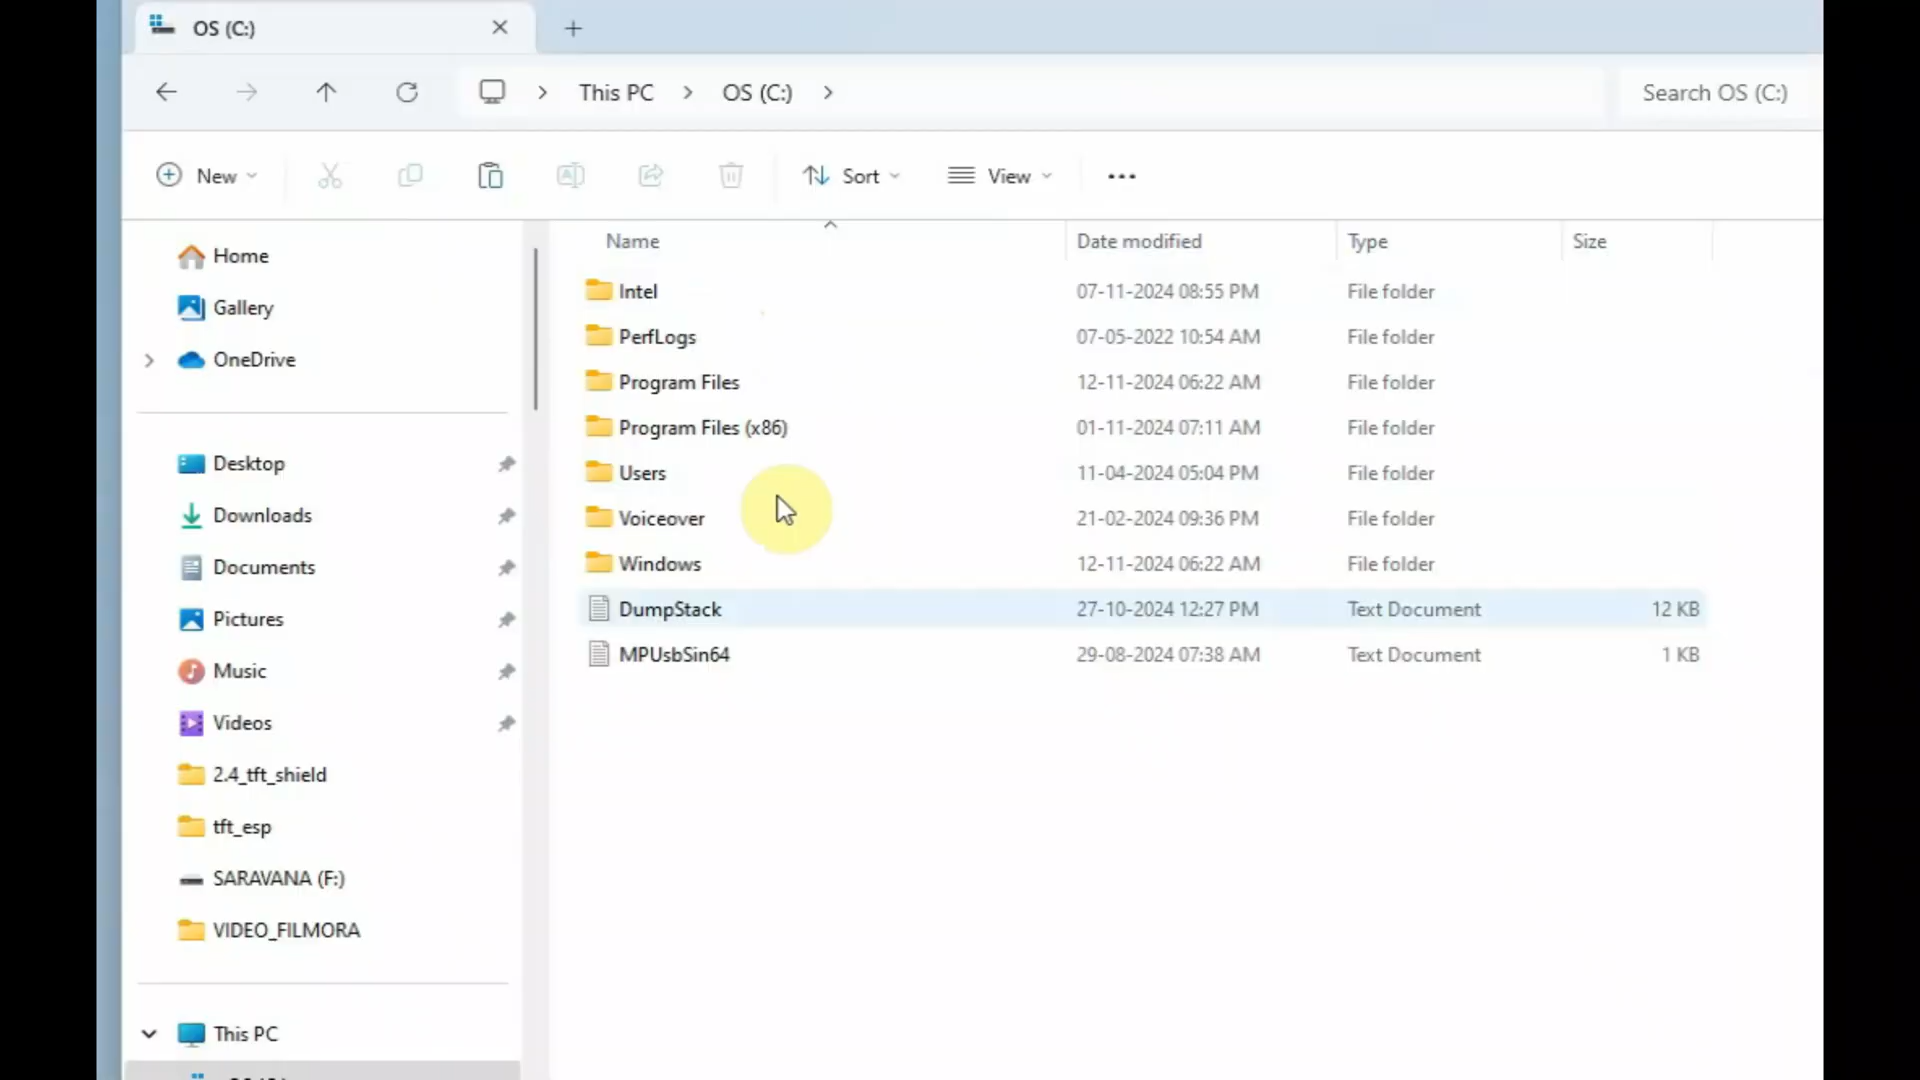 OS (C:)
This PC
OS (C:)
Search OS (C:)
New
Sort
View
Name
Date modified
Type
Size
Home
Gallery
OneDrive
Desktop
Downloads
Documents
Pictures
Music
Videos
2.4_tft_shield
tft_esp
SARAVANA (F:)
VIDEO_FILMORA
This PC
Intel 07-11-2024 08:55 PM File folder
PerfLogs 07-05-2022 10:54 AM File folder
Program Files 12-11-2024 06:22 AM File folder
Program Files (x86) 01-11-2024 07:11 AM File folder
Users 11-04-2024 05:04 PM File folder
Voiceover 21-02-2024 09:36 PM File folder
Windows 12-11-2024 06:22 AM File folder
DumpStack 27-10-2024 12:27 PM Text Document 12 KB
MPUsbSin64 29-08-2024 07:38 AM Text Document 1 KB